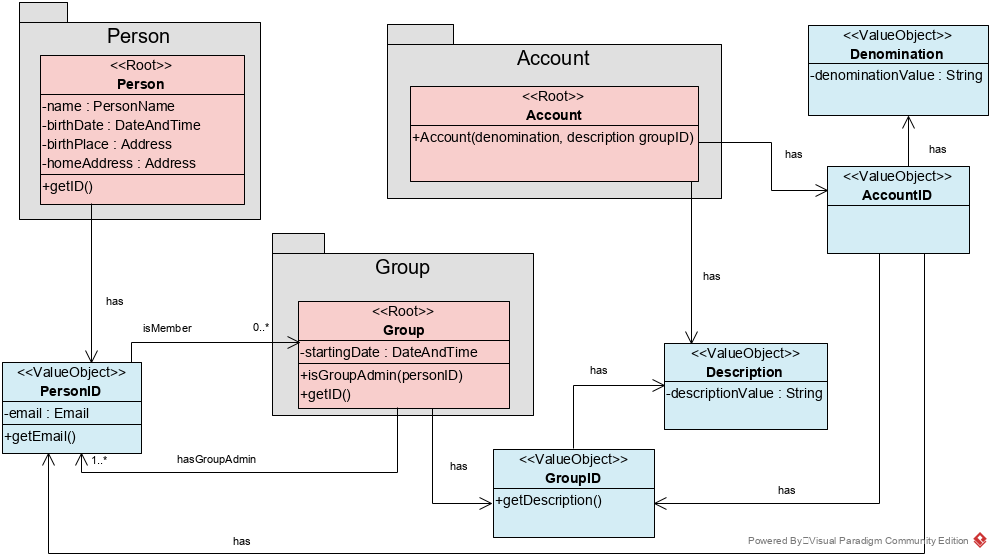 Person
<<Root>>
Person
-name : PersonName
-birthDate : DateAndTime
-birthPlace : Address
-homeAddress : Address
+getID()
Account
<<Root>>
Account
+Account(denomination, description groupID)
<<ValueObject>>
Denomination
-denominationValue : String
has
has
<<ValueObject>>
AccountID
Group
<<Root>>
Group
-startingDate : DateAndTime
+isGroupAdmin(personID)
+getID()
has
has
isMember
0..*
<<ValueObject>>
PersonID
-email : Email
+getEmail()
<<ValueObject>>
Description
-descriptionValue : String
has
1..*
hasGroupAdmin
has
<<ValueObject>>
GroupID
+getDescription()
has
has
Powered By Visual Paradigm Community Edition